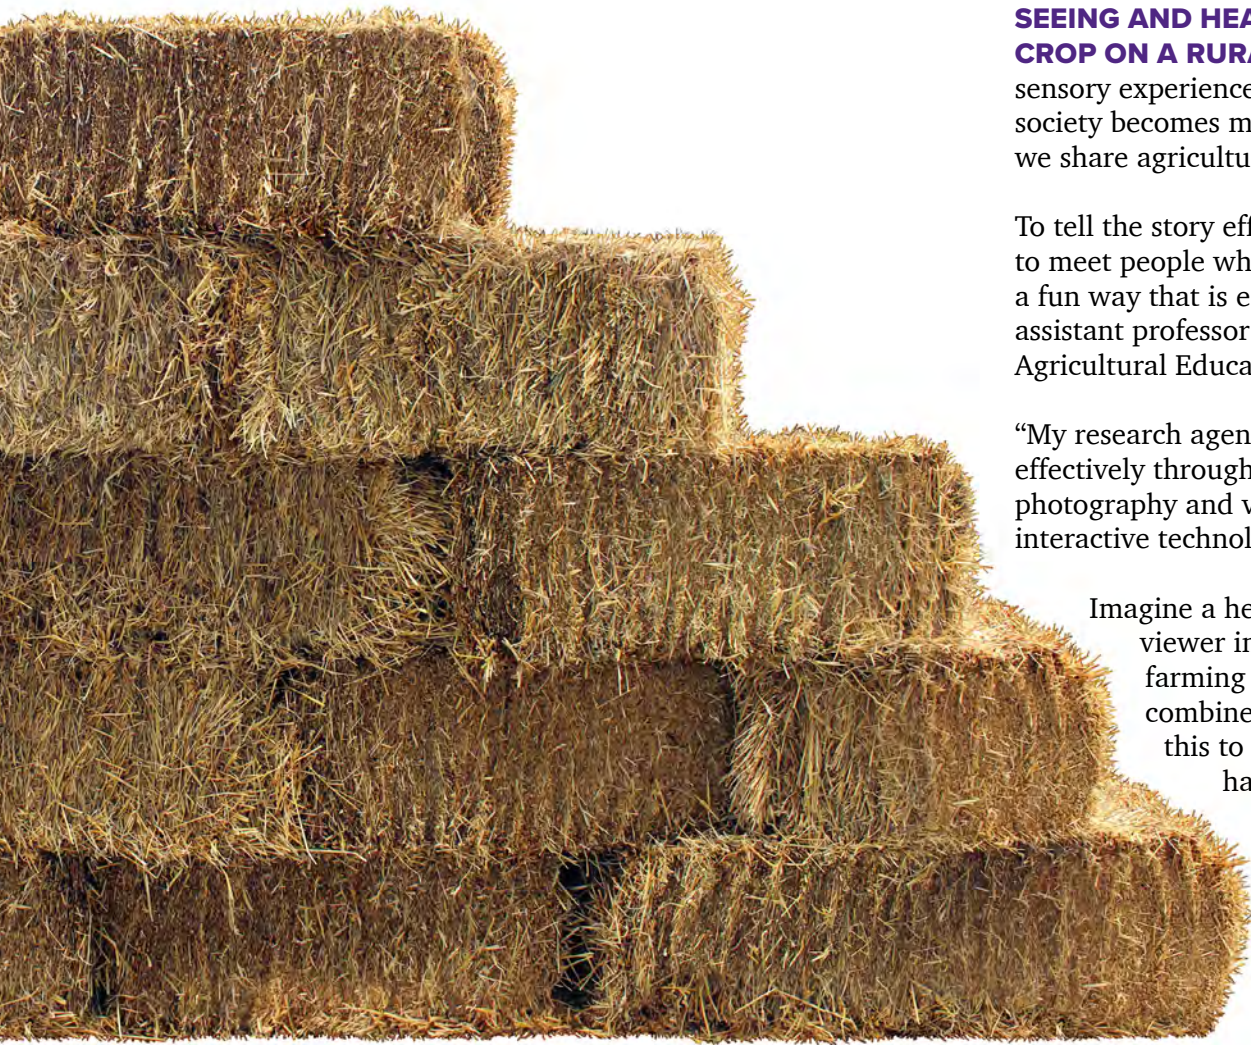 SEEING AND HEA
CROP ON A RURA
sensory experience
society becomes m
we share agricultu
To tell the story eff
to meet people wh
a fun way that is e
assistant professor
Agricultural Educa
“My research agen
effectively through
photography and v
interactive technol
Imagine a he
viewer in
farming
combine
this to
ha